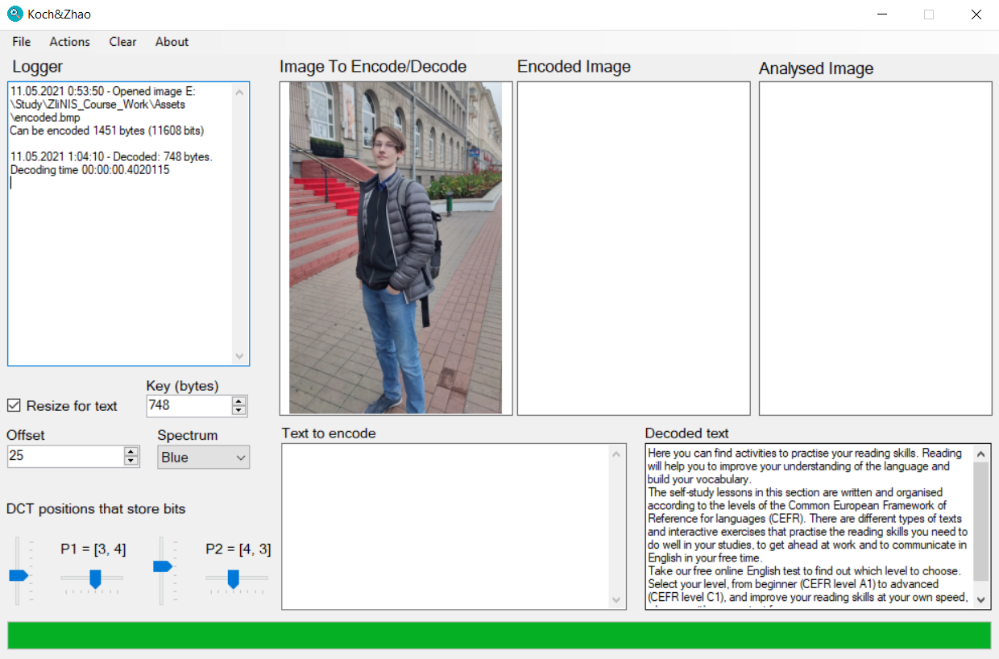 Koch&Zhao
File Actions Clear About
Logger
Image To Encode/Decode
Encoded Image
Analysed Image
11.05.2021 0:53:50 - Opened image E:
\Study\ZIiNIS_Course_Work\Assets
\encoded.bmp
Can be encoded 1451 bytes (11608 bits)
11.05.2021 1:04:10 - Decoded: 748 bytes.
Decoding time 00:00:00.4020115
Resize for text
Key (bytes)
748
Offset
25
Spectrum
Blue
DCT positions that store bits
P1 = [3, 4]
P2 = [4, 3]
Text to encode
Decoded text
Here you can find activities to practise your reading skills. Reading
will help you to improve your understanding of the language and
build your vocabulary.
The self-study lessons in this section are written and organised
according to the levels of the Common European Framework of
Reference for languages (CEFR). There are different types of texts
and interactive exercises that practise the reading skills you need to
do well in your studies, to get ahead at work and to communicate in
English in your free time.
Take our free online English test to find out which level to choose.
Select your level, from beginner (CEFR level A1) to advanced
(CEFR level C1), and improve your reading skills at your own speed,